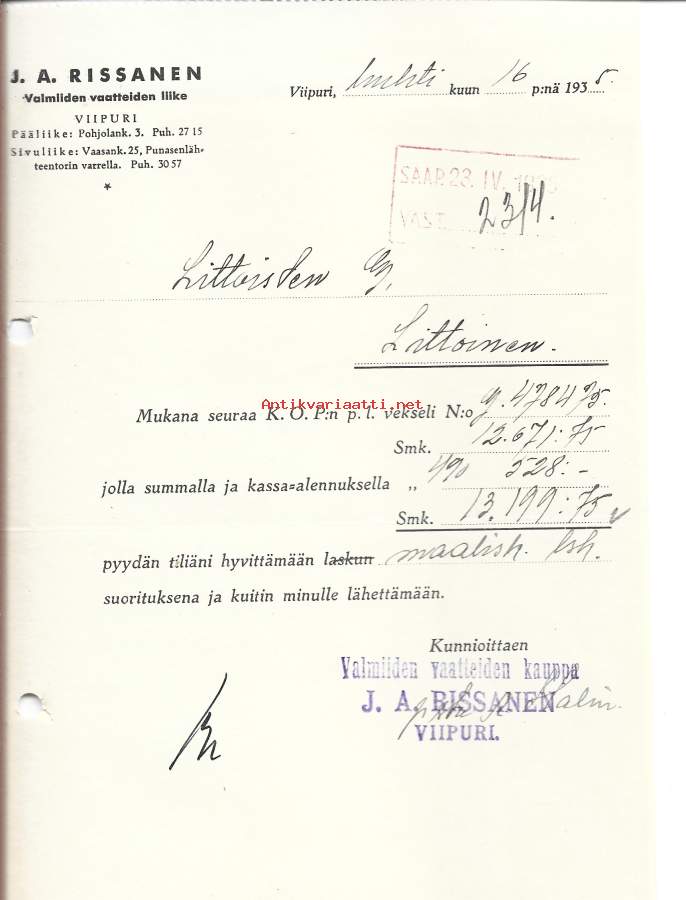 J. A. RISSANEN
Valmiiden vaatteiden liike
VIIPURI
Pääliike: Pohjolank. 3. Puh. 27 15
Sivuliike: Vaasank. 25, Punasenläh-
teentorin varrella. Puh. 30 57
*
Viipuri, huhti kuun 16 p:nä 1935.
SAAP. 23. IV. 1935
VAST. 23/4.
Littoisten
Littoinen.
Antikvariaatti.net
Mukana seuraa K. O. P:n p. l. vekseli N:o 9.478475.
Smk. 12.671:75
jolla summalla ja kassa-alennuksella „ 4% 528:-
Smk. 13.199:75
pyydän tiliäni hyvittämään laskun maalisk. lsk.
suorituksena ja kuitin minulle lähettämään.
Kunnioittaen
Valmiiden vaatteiden kauppa
J. A. RISSANEN
VIIPURI.